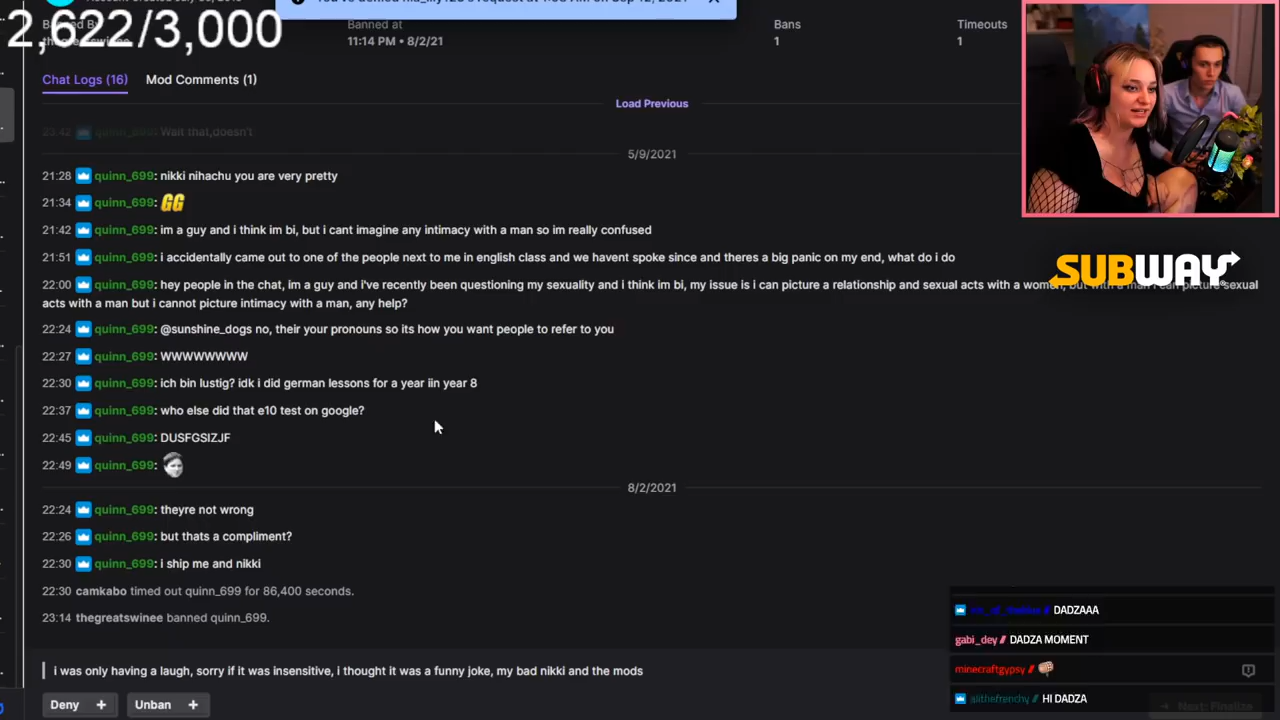 2,622/3,000
Banned at
Bans
Timeouts
11:14 PM • 8/2/21
1
1
Chat Logs (16)
Mod Comments (1)
Load Previous
23:42 quinn_699: Wait that,doesn't
5/9/2021
21:28 quinn_699: nikki nihachu you are very pretty
21:34 quinn_699: GG
21:42 quinn_699: im a guy and i think im bi, but i cant imagine any intimacy with a man so im really confused
21:51 quinn_699: i accidentally came out to one of the people next to me in english class and we havent spoke since and theres a big panic on my end, what do i do
SUBWAY
22:00 quinn_699: hey people in the chat, im a guy and i've recently been questioning my sexuality and i think im bi, my issue is i can picture a relationship and sexual acts with a women, but with a man i can picture sexual
acts with a man but i cannot picture intimacy with a man, any help?
22:24 quinn_699: @sunshine_dogs no, their your pronouns so its how you want people to refer to you
22:27 quinn_699: WWWWWWWW
22:30 quinn_699: ich bin lustig? idk i did german lessons for a year iin year 8
22:37 quinn_699: who else did that e10 test on google?
22:45 quinn_699: DUSFGSIZJF
22:49 quinn_699:
8/2/2021
22:24 quinn_699: theyre not wrong
22:26 quinn_699: but thats a compliment?
22:30 quinn_699: i ship me and nikki
22:30 camkabo timed out quinn_699 for 86,400 seconds.
23:14 thegreatswinee banned quinn_699.
i was only having a laugh, sorry if it was insensitive, i thought it was a funny joke, my bad nikki and the mods
Deny +
Unban +
// DADZAAA
gabi_dey // DADZA MOMENT
minecraftgypsy //
alithefrenchy // HI DADZA
Next: Finalize